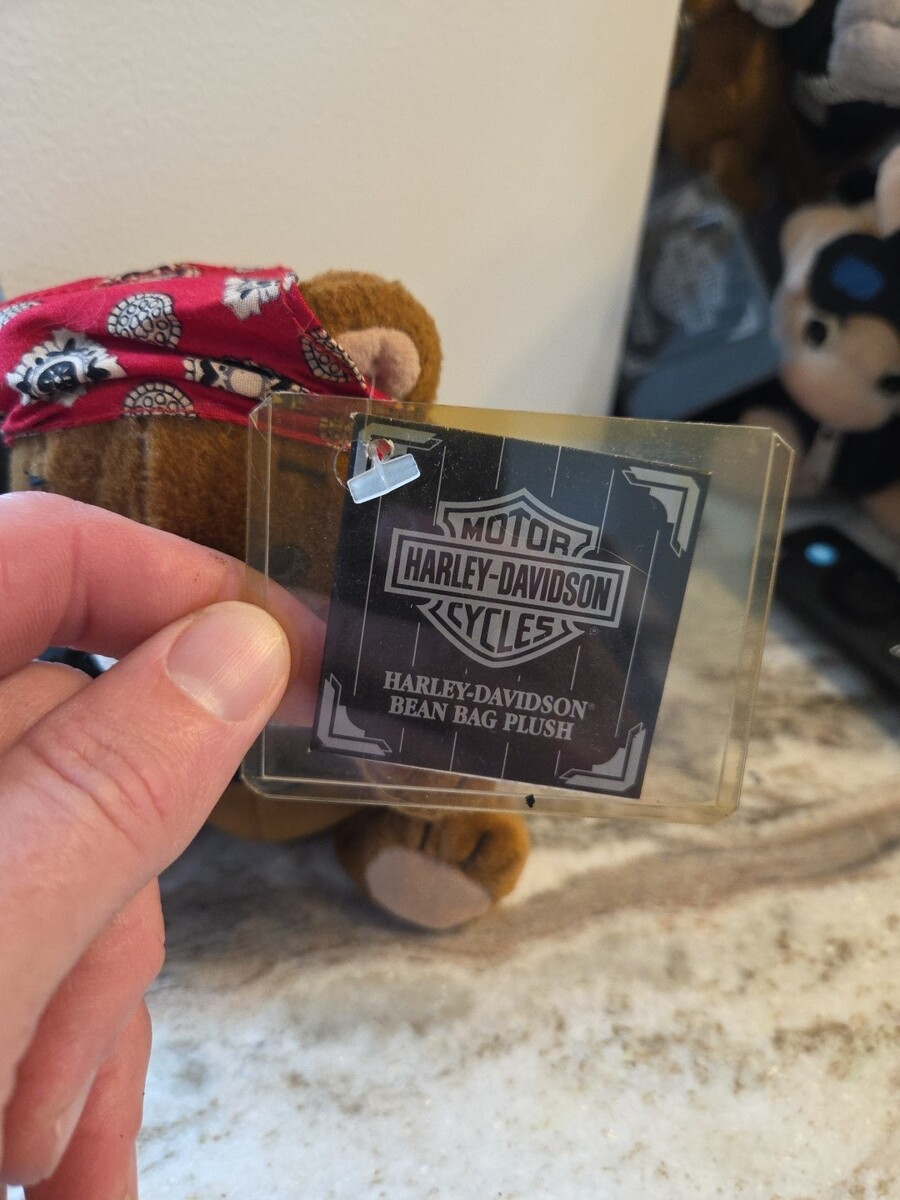 MOTOR
HARLEY-DAVIDSON
CYCLES®
HARLEY-DAVIDSON®
BEAN BAG PLUSH